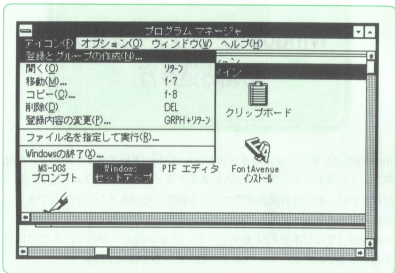 プログラム マネージャ
アイコン(F) オプション(O) ウィンドウ(W) ヘルプ(H)
登録とグループの作成(N)...
開く(O) ﾘﾀｰﾝ
移動(M)... f·7
コピー(C)... f·8
削除(D) DEL
登録内容の変更(P)... GRPH+ﾘﾀｰﾝ
ファイル名を指定して実行(R)...
Windowsの終了(X)...
ョン
イン
クリップボード
MS-DOS プロンプト
Windows セットアップ
PIF エディタ
FontAvenue ｲﾝｽﾄｰﾙ